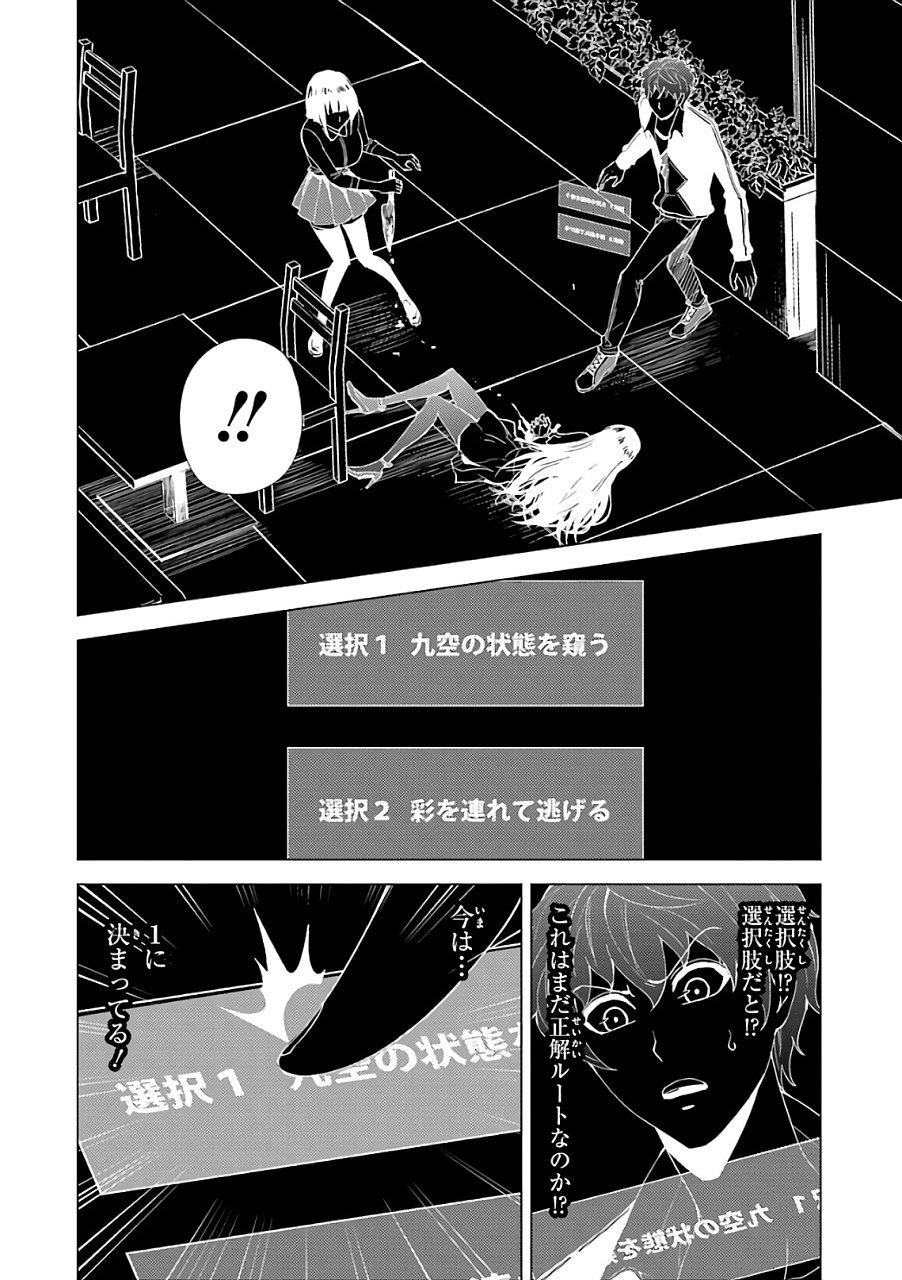 !!
選択1 九空の状態を窺う
選択2 彩を連れて逃げる
選択肢!?
選択肢だと!?
これはまだ正解ルートなのか!?
今は…
1に
決まってる!
選択1 九空の状態を